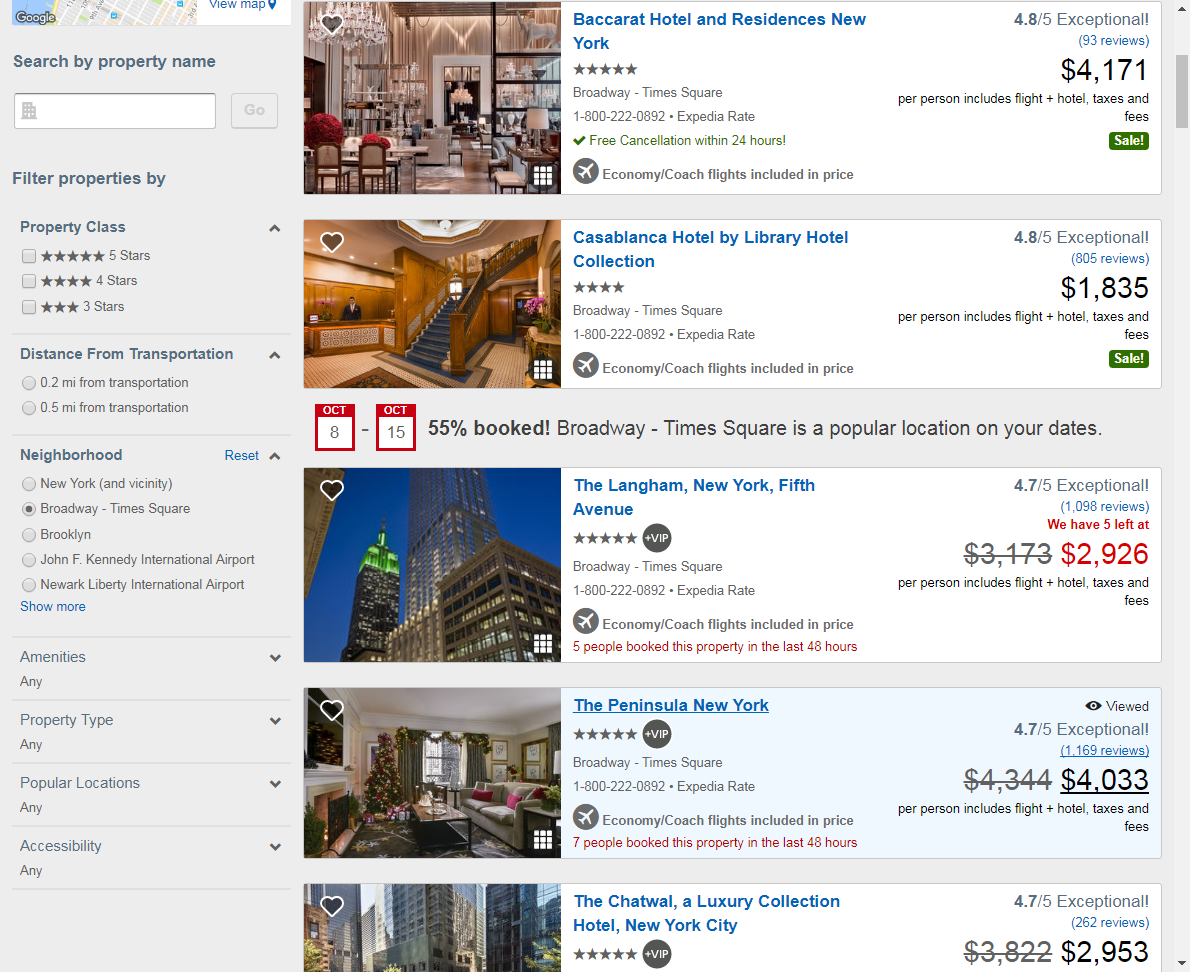 Google
View map
Search by property name
Go
Filter properties by
Property Class
★★★★★ 5 Stars
★★★★ 4 Stars
★★★ 3 Stars
Distance From Transportation
0.2 mi from transportation
0.5 mi from transportation
Neighborhood
Reset
New York (and vicinity)
Broadway - Times Square
Brooklyn
John F. Kennedy International Airport
Newark Liberty International Airport
Show more
Amenities
Any
Property Type
Any
Popular Locations
Any
Accessibility
Any
Baccarat Hotel and Residences New
York
★★★★★
Broadway - Times Square
1-800-222-0892 • Expedia Rate
Free Cancellation within 24 hours!
Economy/Coach flights included in price
4.8/5 Exceptional!
(93 reviews)
$4,171
per person includes flight + hotel, taxes and
fees
Sale!
Casablanca Hotel by Library Hotel
Collection
★★★★
Broadway - Times Square
1-800-222-0892 • Expedia Rate
Economy/Coach flights included in price
4.8/5 Exceptional!
(805 reviews)
$1,835
per person includes flight + hotel, taxes and
fees
Sale!
OCT
8
-
OCT
15
55% booked! Broadway - Times Square is a popular location on your dates.
The Langham, New York, Fifth
Avenue
★★★★★ +VIP
Broadway - Times Square
1-800-222-0892 • Expedia Rate
Economy/Coach flights included in price
5 people booked this property in the last 48 hours
4.7/5 Exceptional!
(1,098 reviews)
We have 5 left at
$3,173 $2,926
per person includes flight + hotel, taxes and
fees
The Peninsula New York
★★★★★ +VIP
Broadway - Times Square
1-800-222-0892 • Expedia Rate
Economy/Coach flights included in price
7 people booked this property in the last 48 hours
Viewed
4.7/5 Exceptional!
(1,169 reviews)
$4,344 $4,033
per person includes flight + hotel, taxes and
fees
The Chatwal, a Luxury Collection
Hotel, New York City
★★★★★ +VIP
4.7/5 Exceptional!
(262 reviews)
$3,822 $2,953